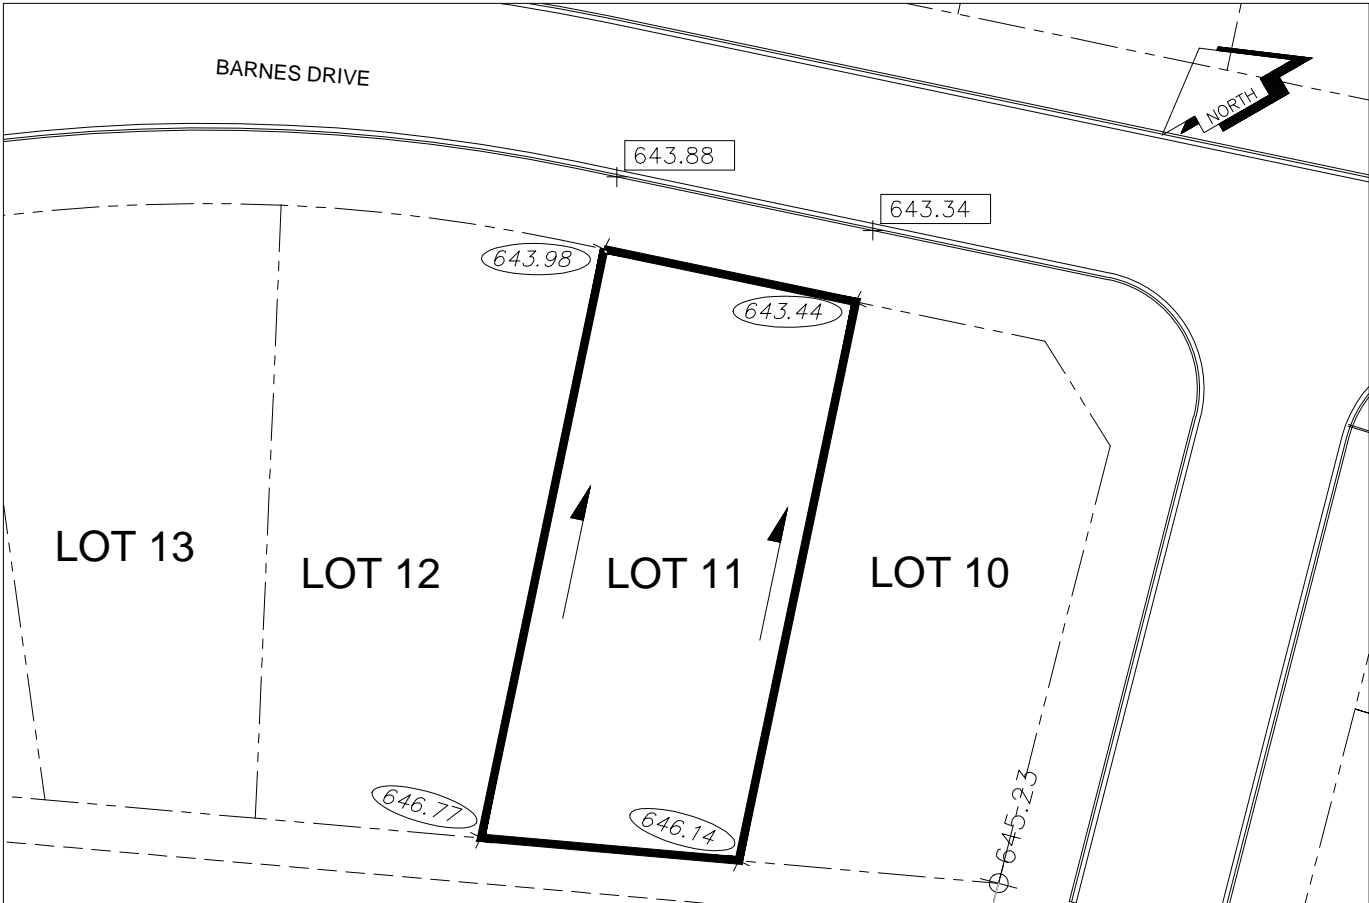 BARNES DRIVE
NORTH
643.88
643.34
643.98
643.44
LOT 13
LOT 12
LOT 11
LOT 10
646.77
646.14
645.23